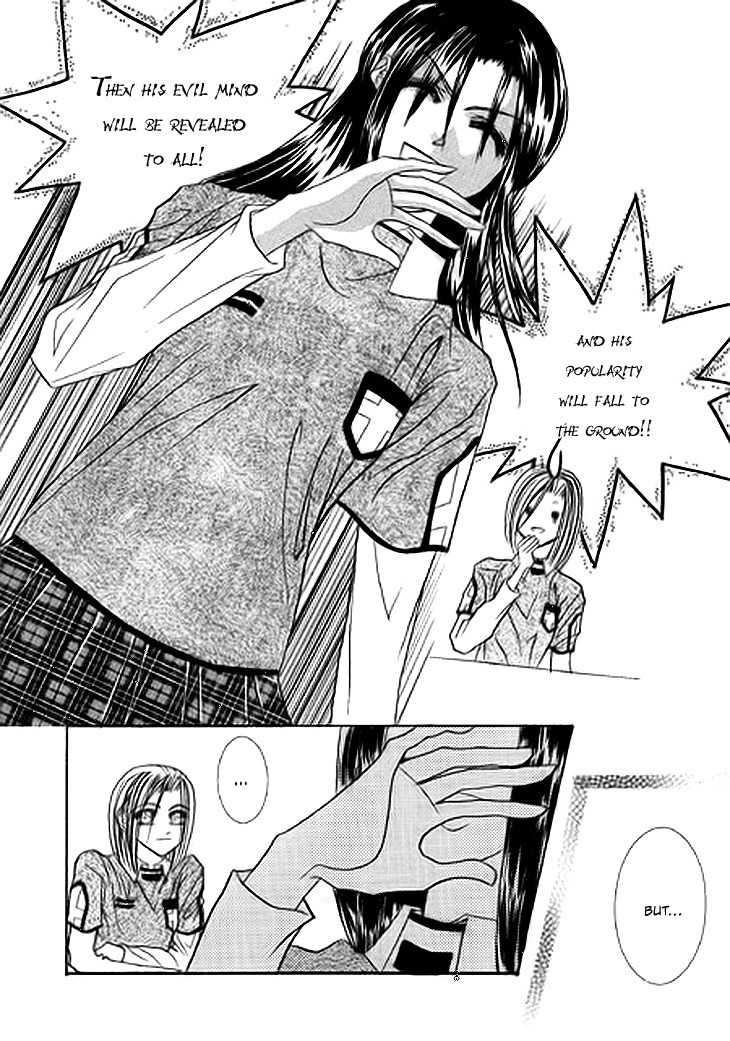 THEN HIS EVIL MIND
WILL BE REVEALED
TO ALL!
AND HIS
POPULARITY
WILL FALL TO
THE GROUND!!
...
BUT...